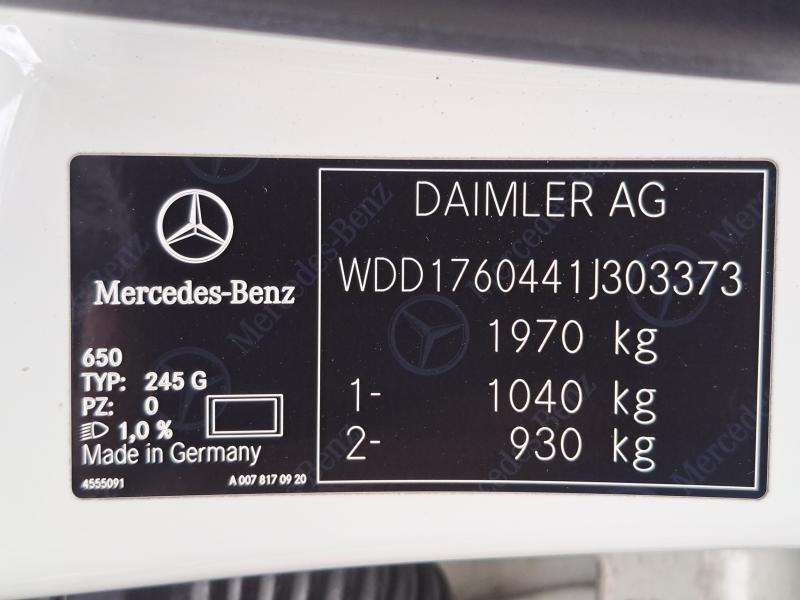 Mercedes-Benz
650
TYP: 245 G
PZ: 0
1,0 %
Made in Germany
4555091
A 007 817 09 20
DAIMLER AG
WDD1760441J303373
1970 kg
1- 1040 kg
2- 930 kg